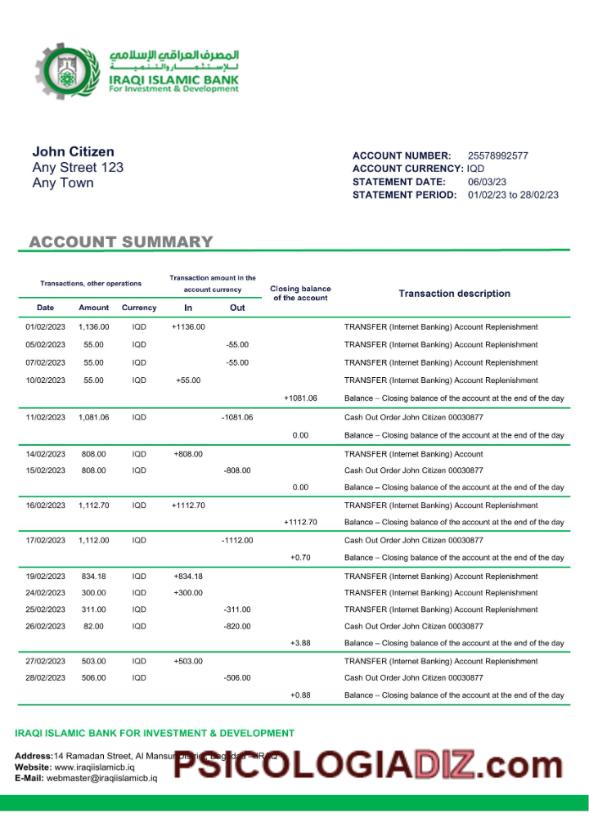 المصرف العراقي الإسلامي
للإستثمار والتنمية
IRAQI ISLAMIC BANK
For Investment & Development
John Citizen
Any Street 123
Any Town
ACCOUNT NUMBER: 25578992577
ACCOUNT CURRENCY: IQD
STATEMENT DATE: 06/03/23
STATEMENT PERIOD: 01/02/23 to 28/02/23
ACCOUNT SUMMARY
Transactions, other operations
Transaction amount in the
account currency
Closing balance
of the account
Transaction description
Date Amount Currency In Out
01/02/2023 1,136.00 IQD +1136.00 TRANSFER (Internet Banking) Account Replenishment
05/02/2023 55.00 IQD -55.00 TRANSFER (Internet Banking) Account Replenishment
07/02/2023 55.00 IQD -55.00 TRANSFER (Internet Banking) Account Replenishment
10/02/2023 55.00 IQD +55.00 TRANSFER (Internet Banking) Account Replenishment
+1081.06 Balance – Closing balance of the account at the end of the day
11/02/2023 1,081.06 IQD -1081.06 Cash Out Order John Citizen 00030877
0.00 Balance – Closing balance of the account at the end of the day
14/02/2023 808.00 IQD +808.00 TRANSFER (Internet Banking) Account
15/02/2023 808.00 IQD -808.00 Cash Out Order John Citizen 00030877
0.00 Balance – Closing balance of the account at the end of the day
16/02/2023 1,112.70 IQD +1112.70 TRANSFER (Internet Banking) Account Replenishment
+1112.70 Balance – Closing balance of the account at the end of the day
17/02/2023 1,112.00 IQD -1112.00 Cash Out Order John Citizen 00030877
+0.70 Balance – Closing balance of the account at the end of the day
19/02/2023 834.18 IQD +834.18 TRANSFER (Internet Banking) Account Replenishment
24/02/2023 300.00 IQD +300.00 TRANSFER (Internet Banking) Account Replenishment
25/02/2023 311.00 IQD -311.00 TRANSFER (Internet Banking) Account Replenishment
26/02/2023 82.00 IQD -820.00 Cash Out Order John Citizen 00030877
+3.88 Balance – Closing balance of the account at the end of the day
27/02/2023 503.00 IQD +503.00 TRANSFER (Internet Banking) Account Replenishment
28/02/2023 506.00 IQD -506.00 Cash Out Order John Citizen 00030877
+0.88 Balance – Closing balance of the account at the end of the day
IRAQI ISLAMIC BANK FOR INVESTMENT & DEVELOPMENT
Address:14 Ramadan Street, Al Mansur
Website: www.iraqiislamicb.iq
E-Mail: webmaster@iraqiislamicb.iq
PSICOLOGIADIZ.com